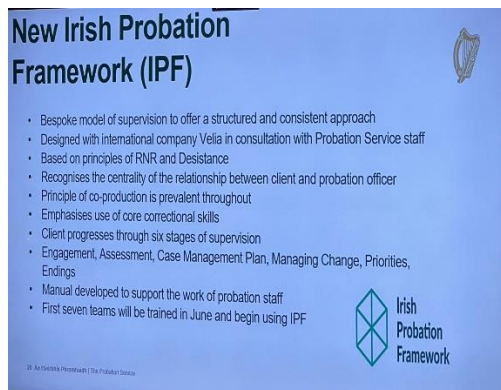 New Irish Probation
Framework (IPF)
• Bespoke model of supervision to offer a structured and consistent approach
• Designed with international company Velia in consultation with Probation Service staff
• Based on principles of RNR and Desistance
• Recognises the centrality of the relationship between client and probation officer
• Principle of co-production is prevalent throughout
• Emphasises use of core correctional skills
• Client progresses through six stages of supervision
• Engagement, Assessment, Case Management Plan, Managing Change, Priorities,
Endings
• Manual developed to support the work of probation staff
• First seven teams will be trained in June and begin using IPF
Irish
Probation
Framework
| The Probation Service